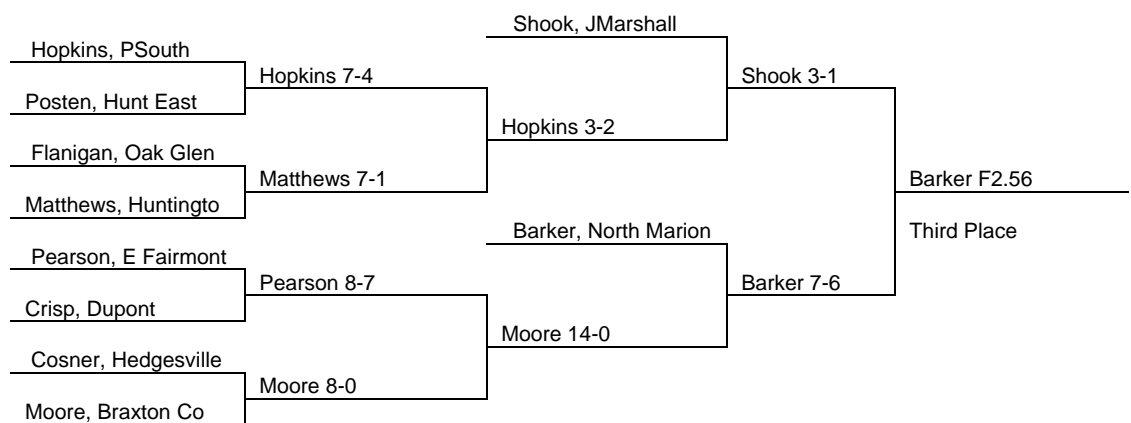 Shook, JMarshall
Hopkins, PSouth
Hopkins 7-4
Shook 3-1
Posten, Hunt East
Hopkins 3-2
Flanigan, Oak Glen
Matthews 7-1
Barker F2.56
Matthews, Huntingto
Barker, North Marion
Third Place
Pearson, E Fairmont
Pearson 8-7
Barker 7-6
Crisp, Dupont
Moore 14-0
Cosner, Hedgesville
Moore 8-0
Moore, Braxton Co